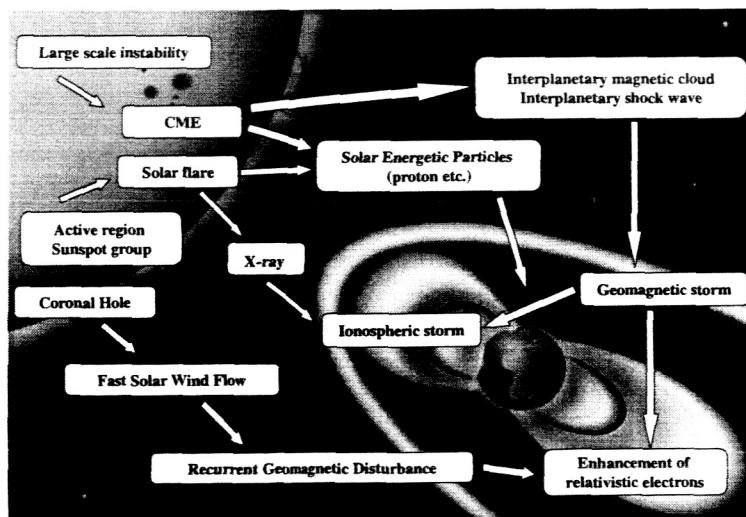 Large scale instability
CME
Interplanetary magnetic cloud
Interplanetary shock wave
Solar flare
Solar Energetic Particles
(proton etc.)
Active region
Sunspot group
X-ray
Coronal Hole
Geomagnetic storm
Ionospheric storm
Fast Solar Wind Flow
Recurrent Geomagnetic Disturbance
Enhancement of
relativistic electrons